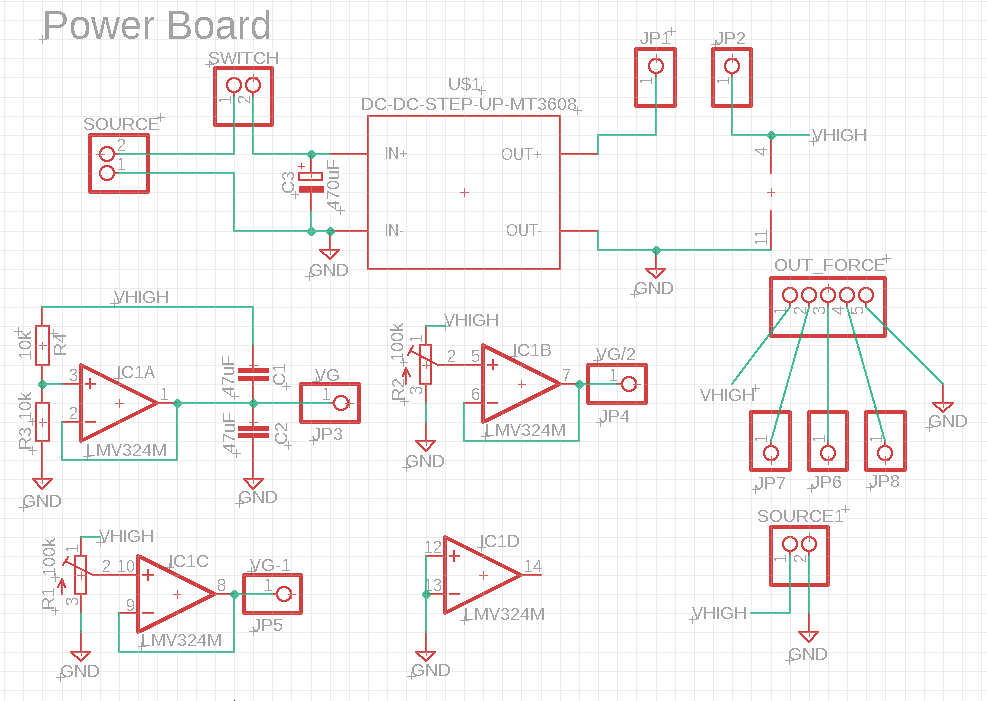 Power Board
SWITCH
1
2
SOURCE
2
1
U$1
DC-DC-STEP-UP-MT3608
IN+
OUT+
IN-
OUT-
C3
470uF
GND
JP1
1
JP2
1
VHIGH
4
11
GND
OUT_FORCE
1
2
3
4
5
VHIGH
GND
1
1
1
JP7
JP6
JP8
VHIGH
10k
R4
R3
10k
3
2
IC1A
1
LMV324M
47uF
C1
47uF
C2
VG
1
JP3
GND
GND
VHIGH
100k
R2
1
2
3
5
6
IC1B
7
LMV324M
VG/2
1
JP4
GND
VHIGH
100k
R1
1
2
3
10
9
IC1C
8
LMV324M
VG-1
1
JP5
GND
12
13
IC1D
14
LMV324M
GND
SOURCE1
1
2
VHIGH
GND